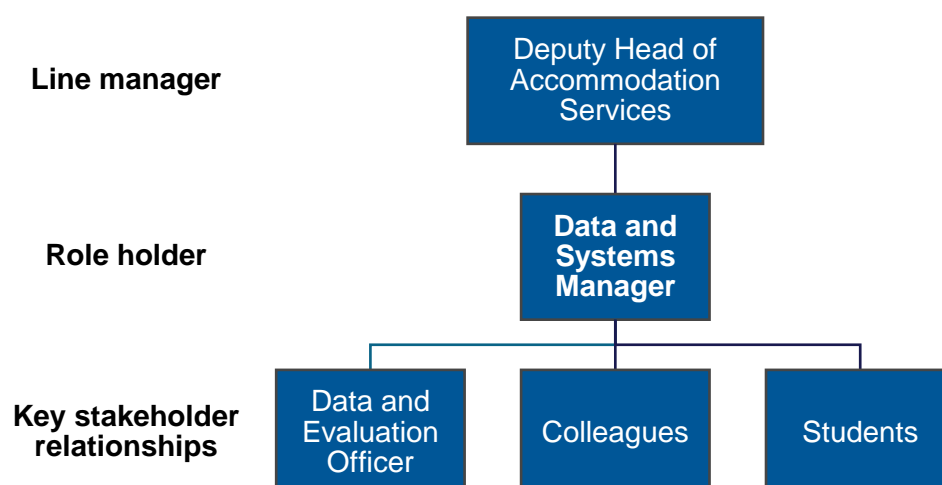 Line manager
Deputy Head of
Accommodation
Services
Role holder
Data and
Systems
Manager
Key stakeholder
relationships
Data and
Evaluation
Officer
Colleagues
Students